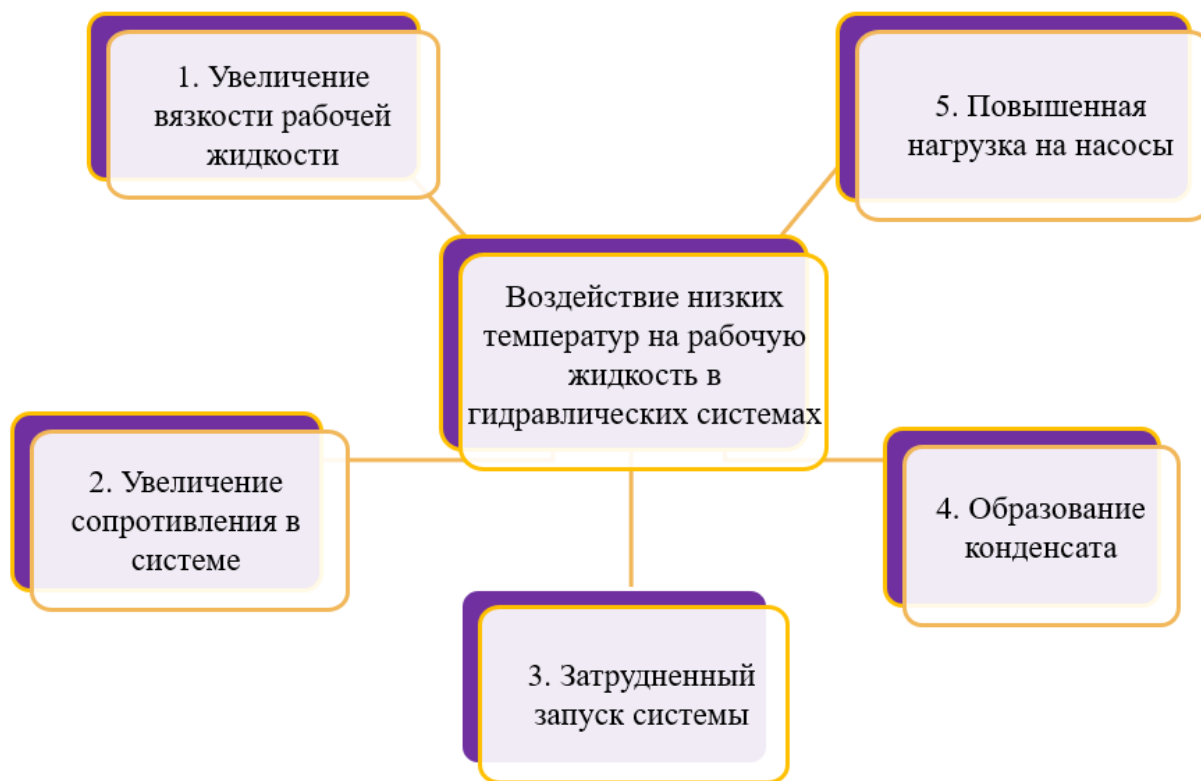 1. Увеличение
вязкости рабочей
жидкости
5. Повышенная
нагрузка на насосы
Воздействие низких
температур на рабочую
жидкость в
гидравлических системах
2. Увеличение
сопротивления в
системе
4. Образование
конденсата
3. Затрудненный
запуск системы